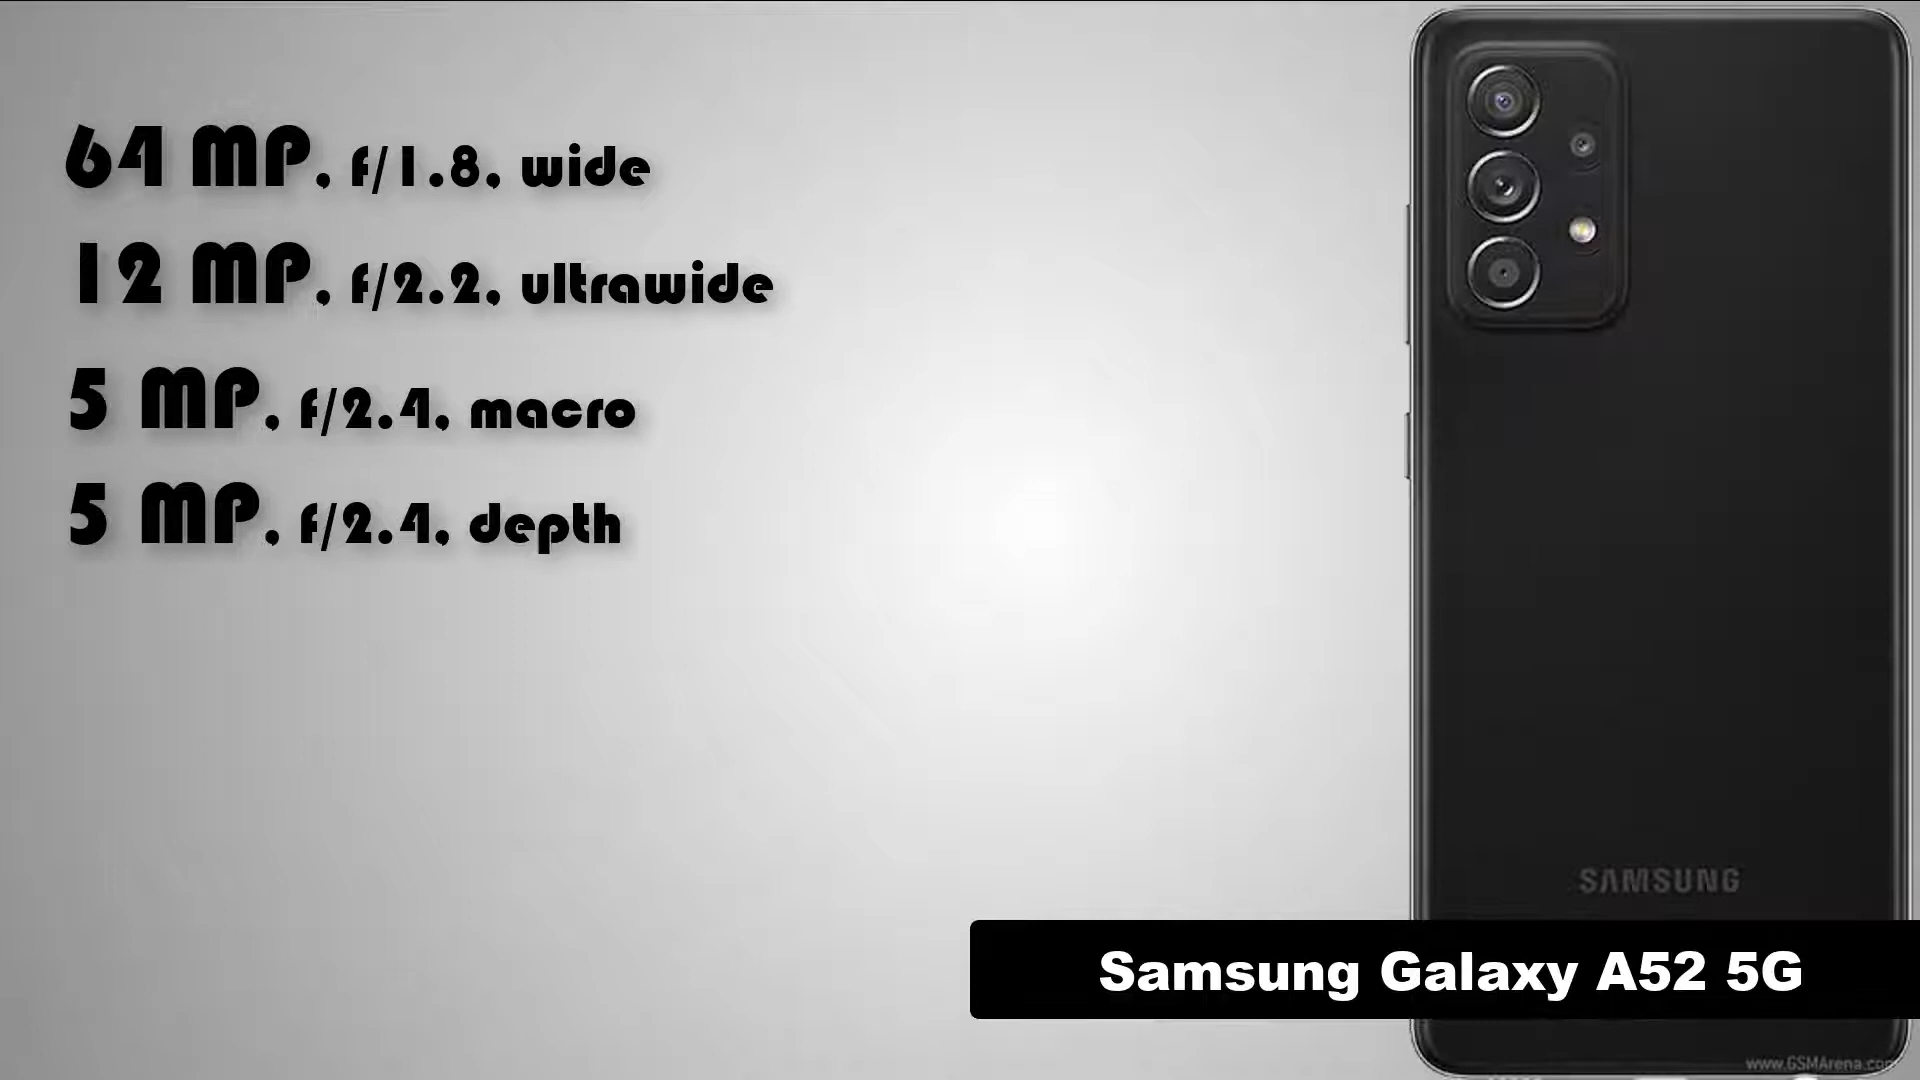 64 MP, f/1.8, wide
12 MP, f/2.2, ultrawide
5 MP, f/2.4, macro
5 MP, f/2.4, depth
SAMSUNG
Samsung Galaxy A52 5G
www.GSMArena.com